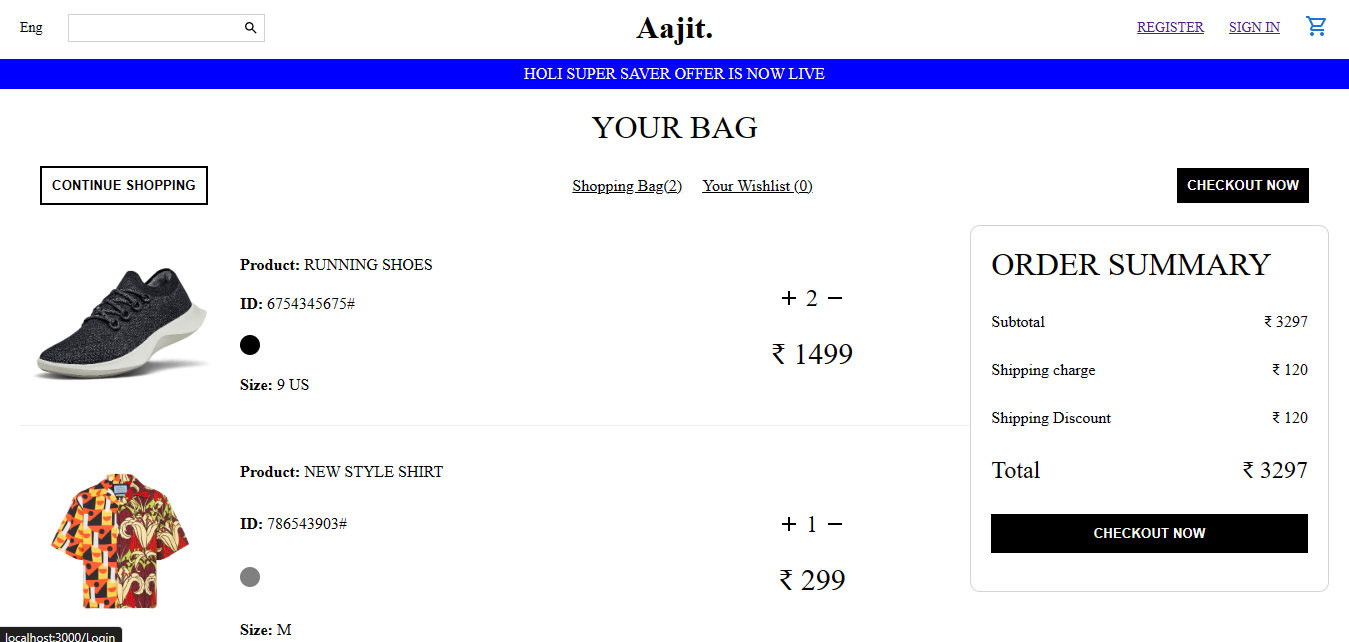 Eng
Aajit.
REGISTER SIGN IN
HOLI SUPER SAVER OFFER IS NOW LIVE
YOUR BAG
CONTINUE SHOPPING
Shopping Bag(2) Your Wishlist (0)
CHECKOUT NOW
Product: RUNNING SHOES
ID: 6754345675#
Size: 9 US
+ 2 −
₹ 1499
Product: NEW STYLE SHIRT
ID: 786543903#
Size: M
+ 1 −
₹ 299
ORDER SUMMARY
Subtotal ₹ 3297
Shipping charge ₹ 120
Shipping Discount ₹ 120
Total ₹ 3297
CHECKOUT NOW
localhost:3000/Login